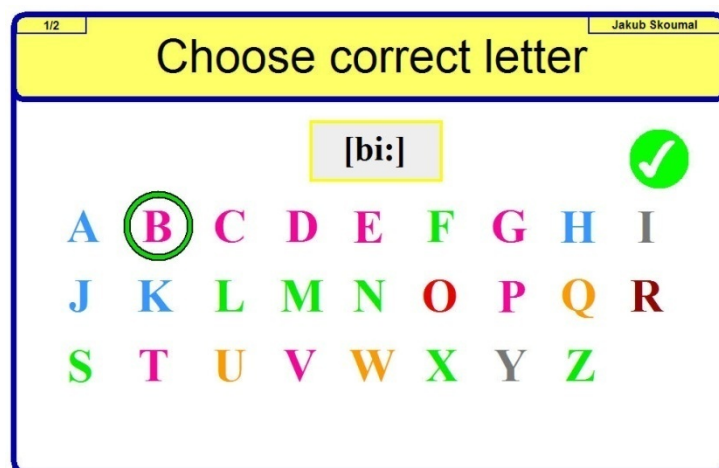 1/2
Jakub Skoumal
Choose correct letter
[bi:]
A B C D E F G H I
J K L M N O P Q R
S T U V W X Y Z